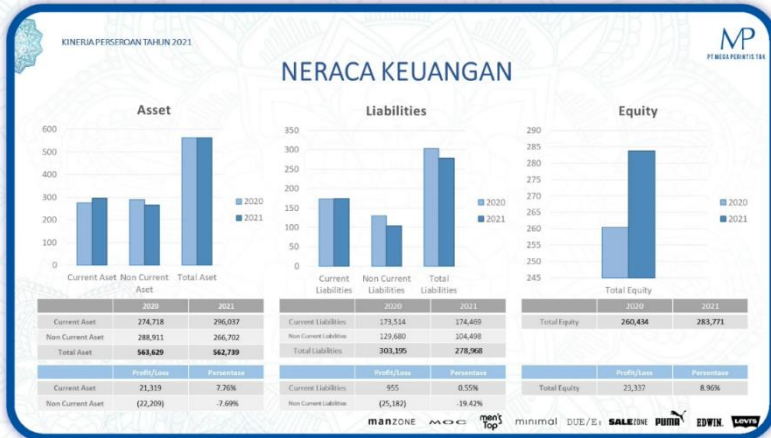 KINERJA PERSEROAN TAHUN 2021
MP
PT MEGA PERINTIS TBK
NERACA KEUANGAN
Asset
600
500
400
300
200
100
0
Current Aset Non Current Aset Total Aset
2020
2021
2020 2021
Current Aset 274,718 296,037
Non Current Aset 288,911 266,702
Total Aset 563,629 562,739
Profit/Loss Persentase
Current Aset 21,319 7.76%
Non Current Aset (22,209) -7.69%
Liabilities
350
300
250
200
150
100
50
0
Current Liabilities Non Current Liabilities Total Liabilities
2020
2021
2020 2021
Current Liabilities 173,514 174,469
Non Current Liabilities 129,680 104,498
Total Liabilities 303,195 278,968
Profit/Loss Persentase
Current Liabilities 955 0.55%
Non Current Liabilities (25,182) -19.42%
Equity
290
285
280
275
270
265
260
255
250
245
Total Equity
2020
2021
2020 2021
Total Equity 260,434 283,771
Profit/Loss Persentase
Total Equity 23,337 8.96%
manzone MOC men's Top minimal DUE/E: SALEZONE PUMA EDWIN. LEVI'S